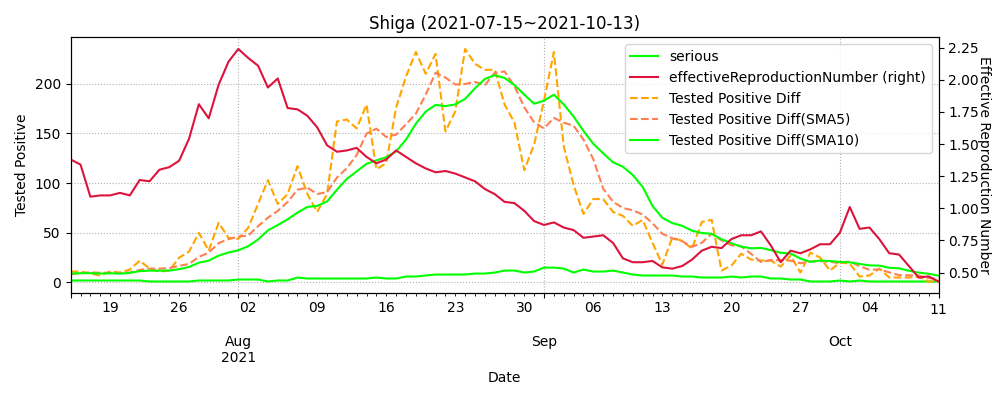 Shiga (2021-07-15~2021-10-13)
serious
effectiveReproductionNumber (right)
Tested Positive Diff
Tested Positive Diff(SMA5)
Tested Positive Diff(SMA10)
Tested Positive
200
150
100
50
0
2.25
2.00
1.75
1.50
1.25
1.00
0.75
0.50
Effective Reproduction Number
19 26 02 09 16 23 30 06 13 20 27 04 11
Aug Sep Oct
2021
Date